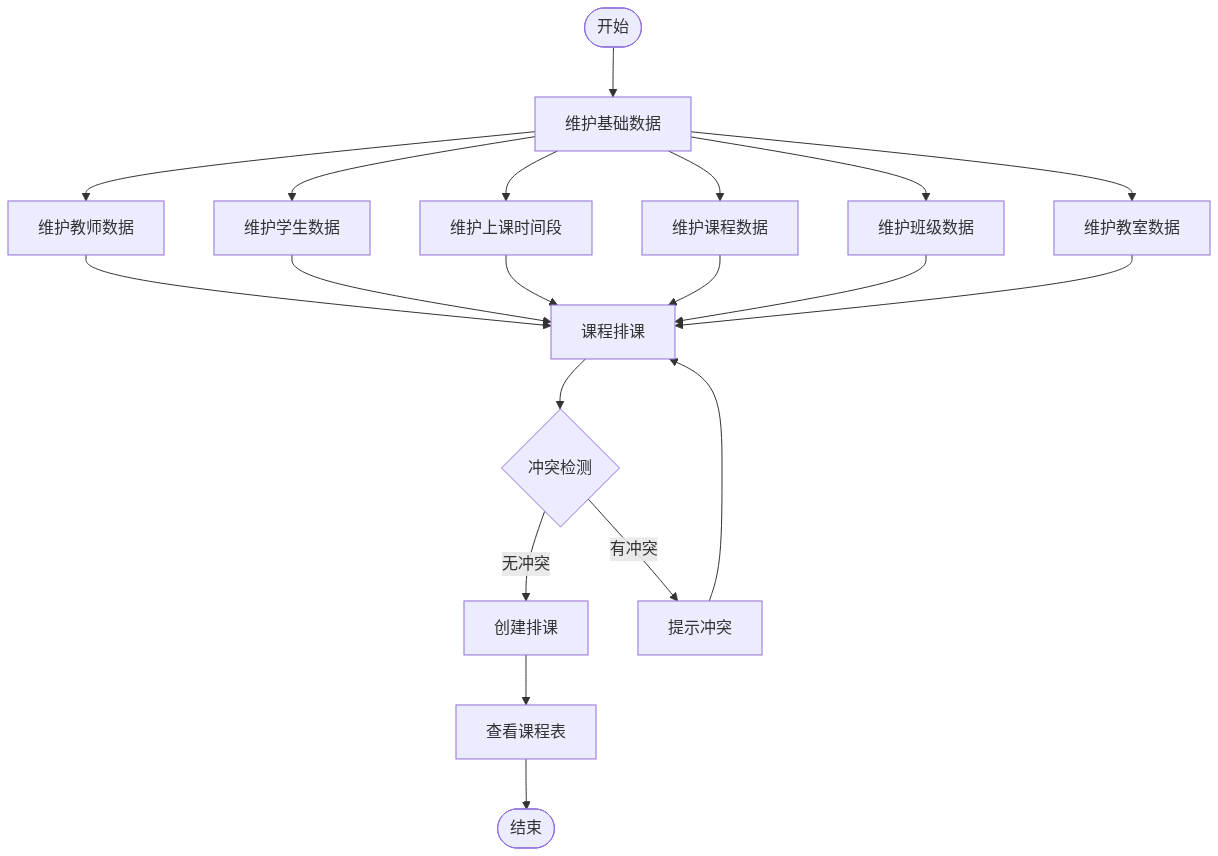 开始
维护基础数据
维护教师数据
维护学生数据
维护上课时间段
维护课程数据
维护班级数据
维护教室数据
课程排课
冲突检测
无冲突
有冲突
创建排课
提示冲突
查看课程表
结束